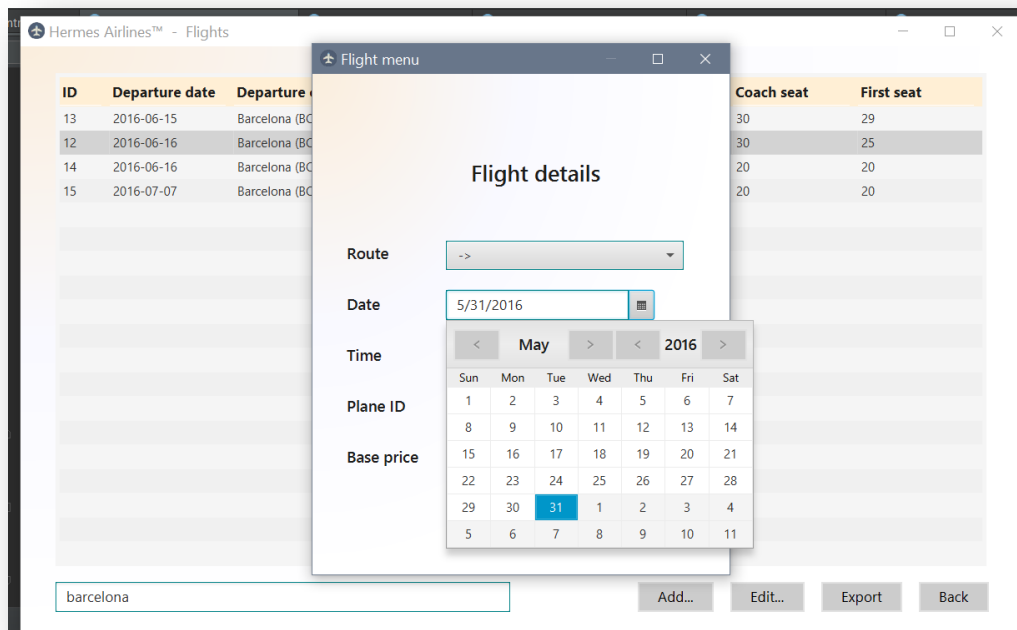 Hermes Airlines™ - Flights
Flight menu
ID Departure date Departure Coach seat First seat
13 2016-06-15 Barcelona (BC 30 29
12 2016-06-16 Barcelona (BC 30 25
14 2016-06-16 Barcelona (BC 20 20
15 2016-07-07 Barcelona (BC 20 20
Flight details
Route ->
Date 5/31/2016
Time
Plane ID
Base price
< May > < 2016 >
Sun Mon Tue Wed Thu Fri Sat
1 2 3 4 5 6 7
8 9 10 11 12 13 14
15 16 17 18 19 20 21
22 23 24 25 26 27 28
29 30 31 1 2 3 4
5 6 7 8 9 10 11
barcelona Add... Edit... Export Back